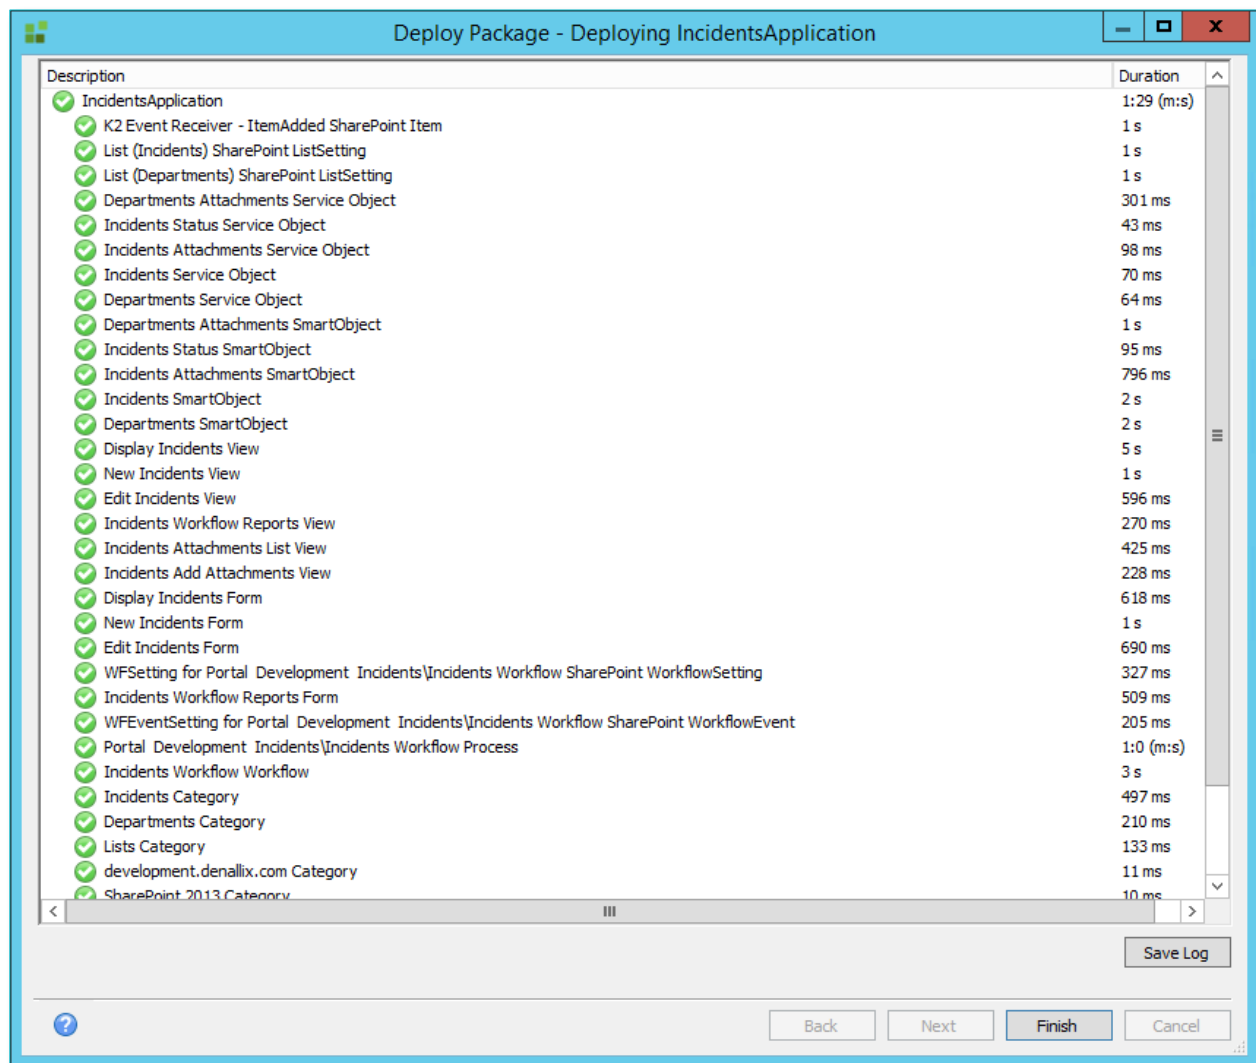 Deploy Package - Deploying IncidentsApplication
Description Duration
IncidentsApplication 1:29 (m:s)
K2 Event Receiver - ItemAdded SharePoint Item 1 s
List (Incidents) SharePoint ListSetting 1 s
List (Departments) SharePoint ListSetting 1 s
Departments Attachments Service Object 301 ms
Incidents Status Service Object 43 ms
Incidents Attachments Service Object 98 ms
Incidents Service Object 70 ms
Departments Service Object 64 ms
Departments Attachments SmartObject 1 s
Incidents Status SmartObject 95 ms
Incidents Attachments SmartObject 796 ms
Incidents SmartObject 2 s
Departments SmartObject 2 s
Display Incidents View 5 s
New Incidents View 1 s
Edit Incidents View 596 ms
Incidents Workflow Reports View 270 ms
Incidents Attachments List View 425 ms
Incidents Add Attachments View 228 ms
Display Incidents Form 618 ms
New Incidents Form 1 s
Edit Incidents Form 690 ms
WFSetting for Portal  Development  Incidents\Incidents Workflow SharePoint WorkflowSetting 327 ms
Incidents Workflow Reports Form 509 ms
WFEventSetting for Portal  Development  Incidents\Incidents Workflow SharePoint WorkflowEvent 205 ms
Portal  Development  Incidents\Incidents Workflow Process 1:0 (m:s)
Incidents Workflow Workflow 3 s
Incidents Category 497 ms
Departments Category 210 ms
Lists Category 133 ms
development.denallix.com Category 11 ms
SharePoint 2013 Category 10 ms
Save Log
Back Next Finish Cancel